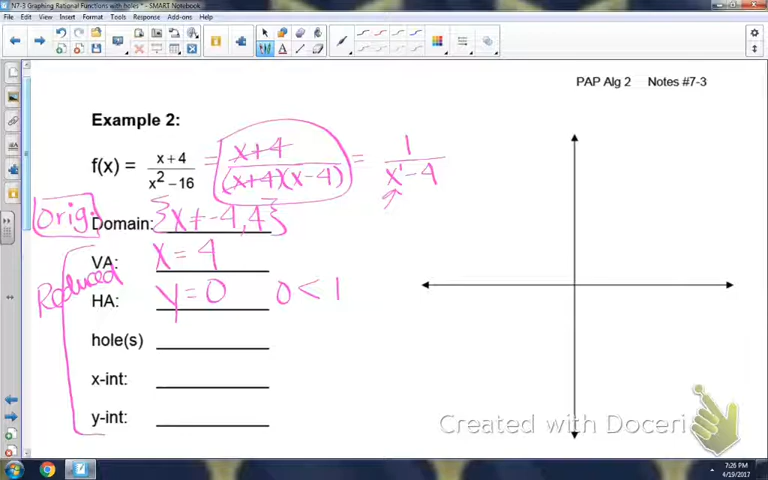 N7-3 Graphing Rational Functions with holes * - SMART Notebook
File Edit View Insert Format Tools Add-ons Response Help
PAP Alg 2 Notes #7-3
Example 2:
f(x) = x+4 / x² −16 = x+4 / (x+4)(x−4) = 1 / x¹−4
Orig. Domain: {x ≠ −4, 4}
VA: x = 4
Reduced
HA: y = 0 0 < 1
hole(s)
x-int:
y-int:
Created with Doceri
7:26 PM
4/19/2017